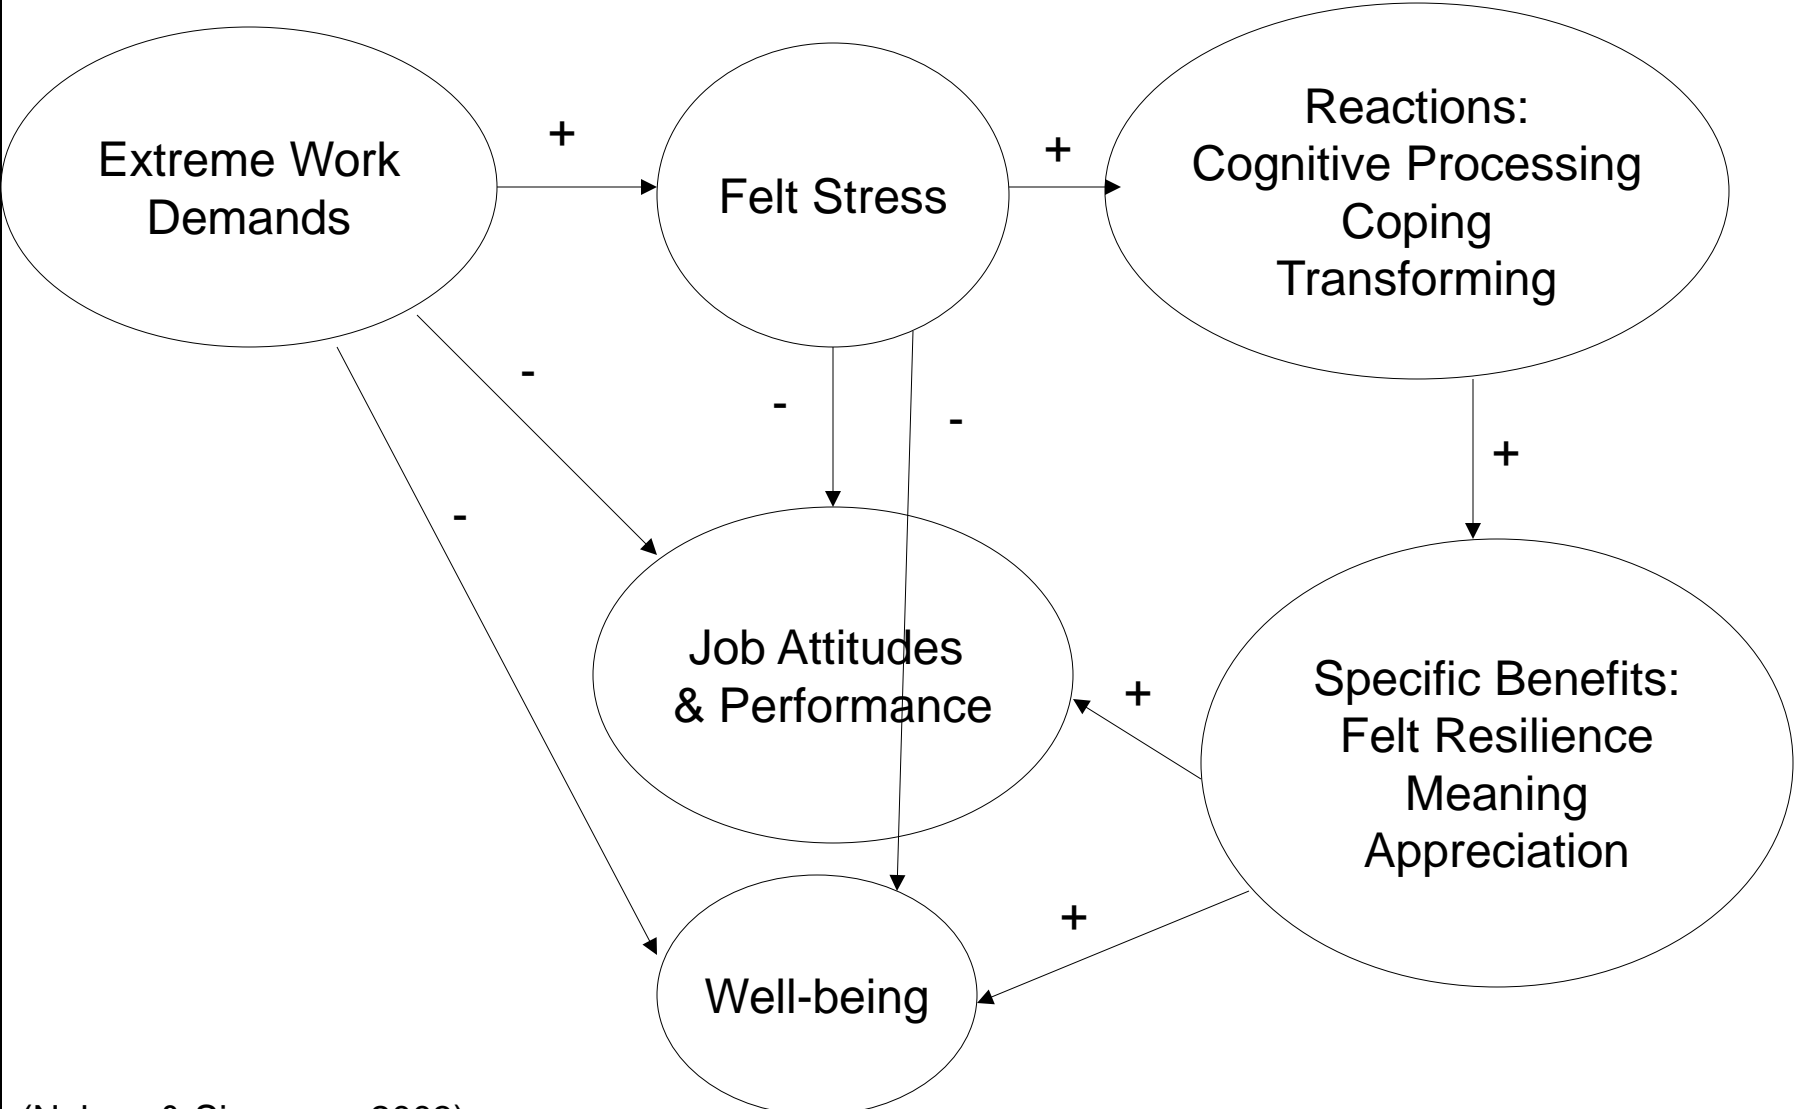 Extreme Work
Demands
+
Felt Stress
+
Reactions:
Cognitive Processing
Coping
Transforming
-
-
-
-
+
Job Attitudes
& Performance
+
Specific Benefits:
Felt Resilience
Meaning
Appreciation
+
Well-being